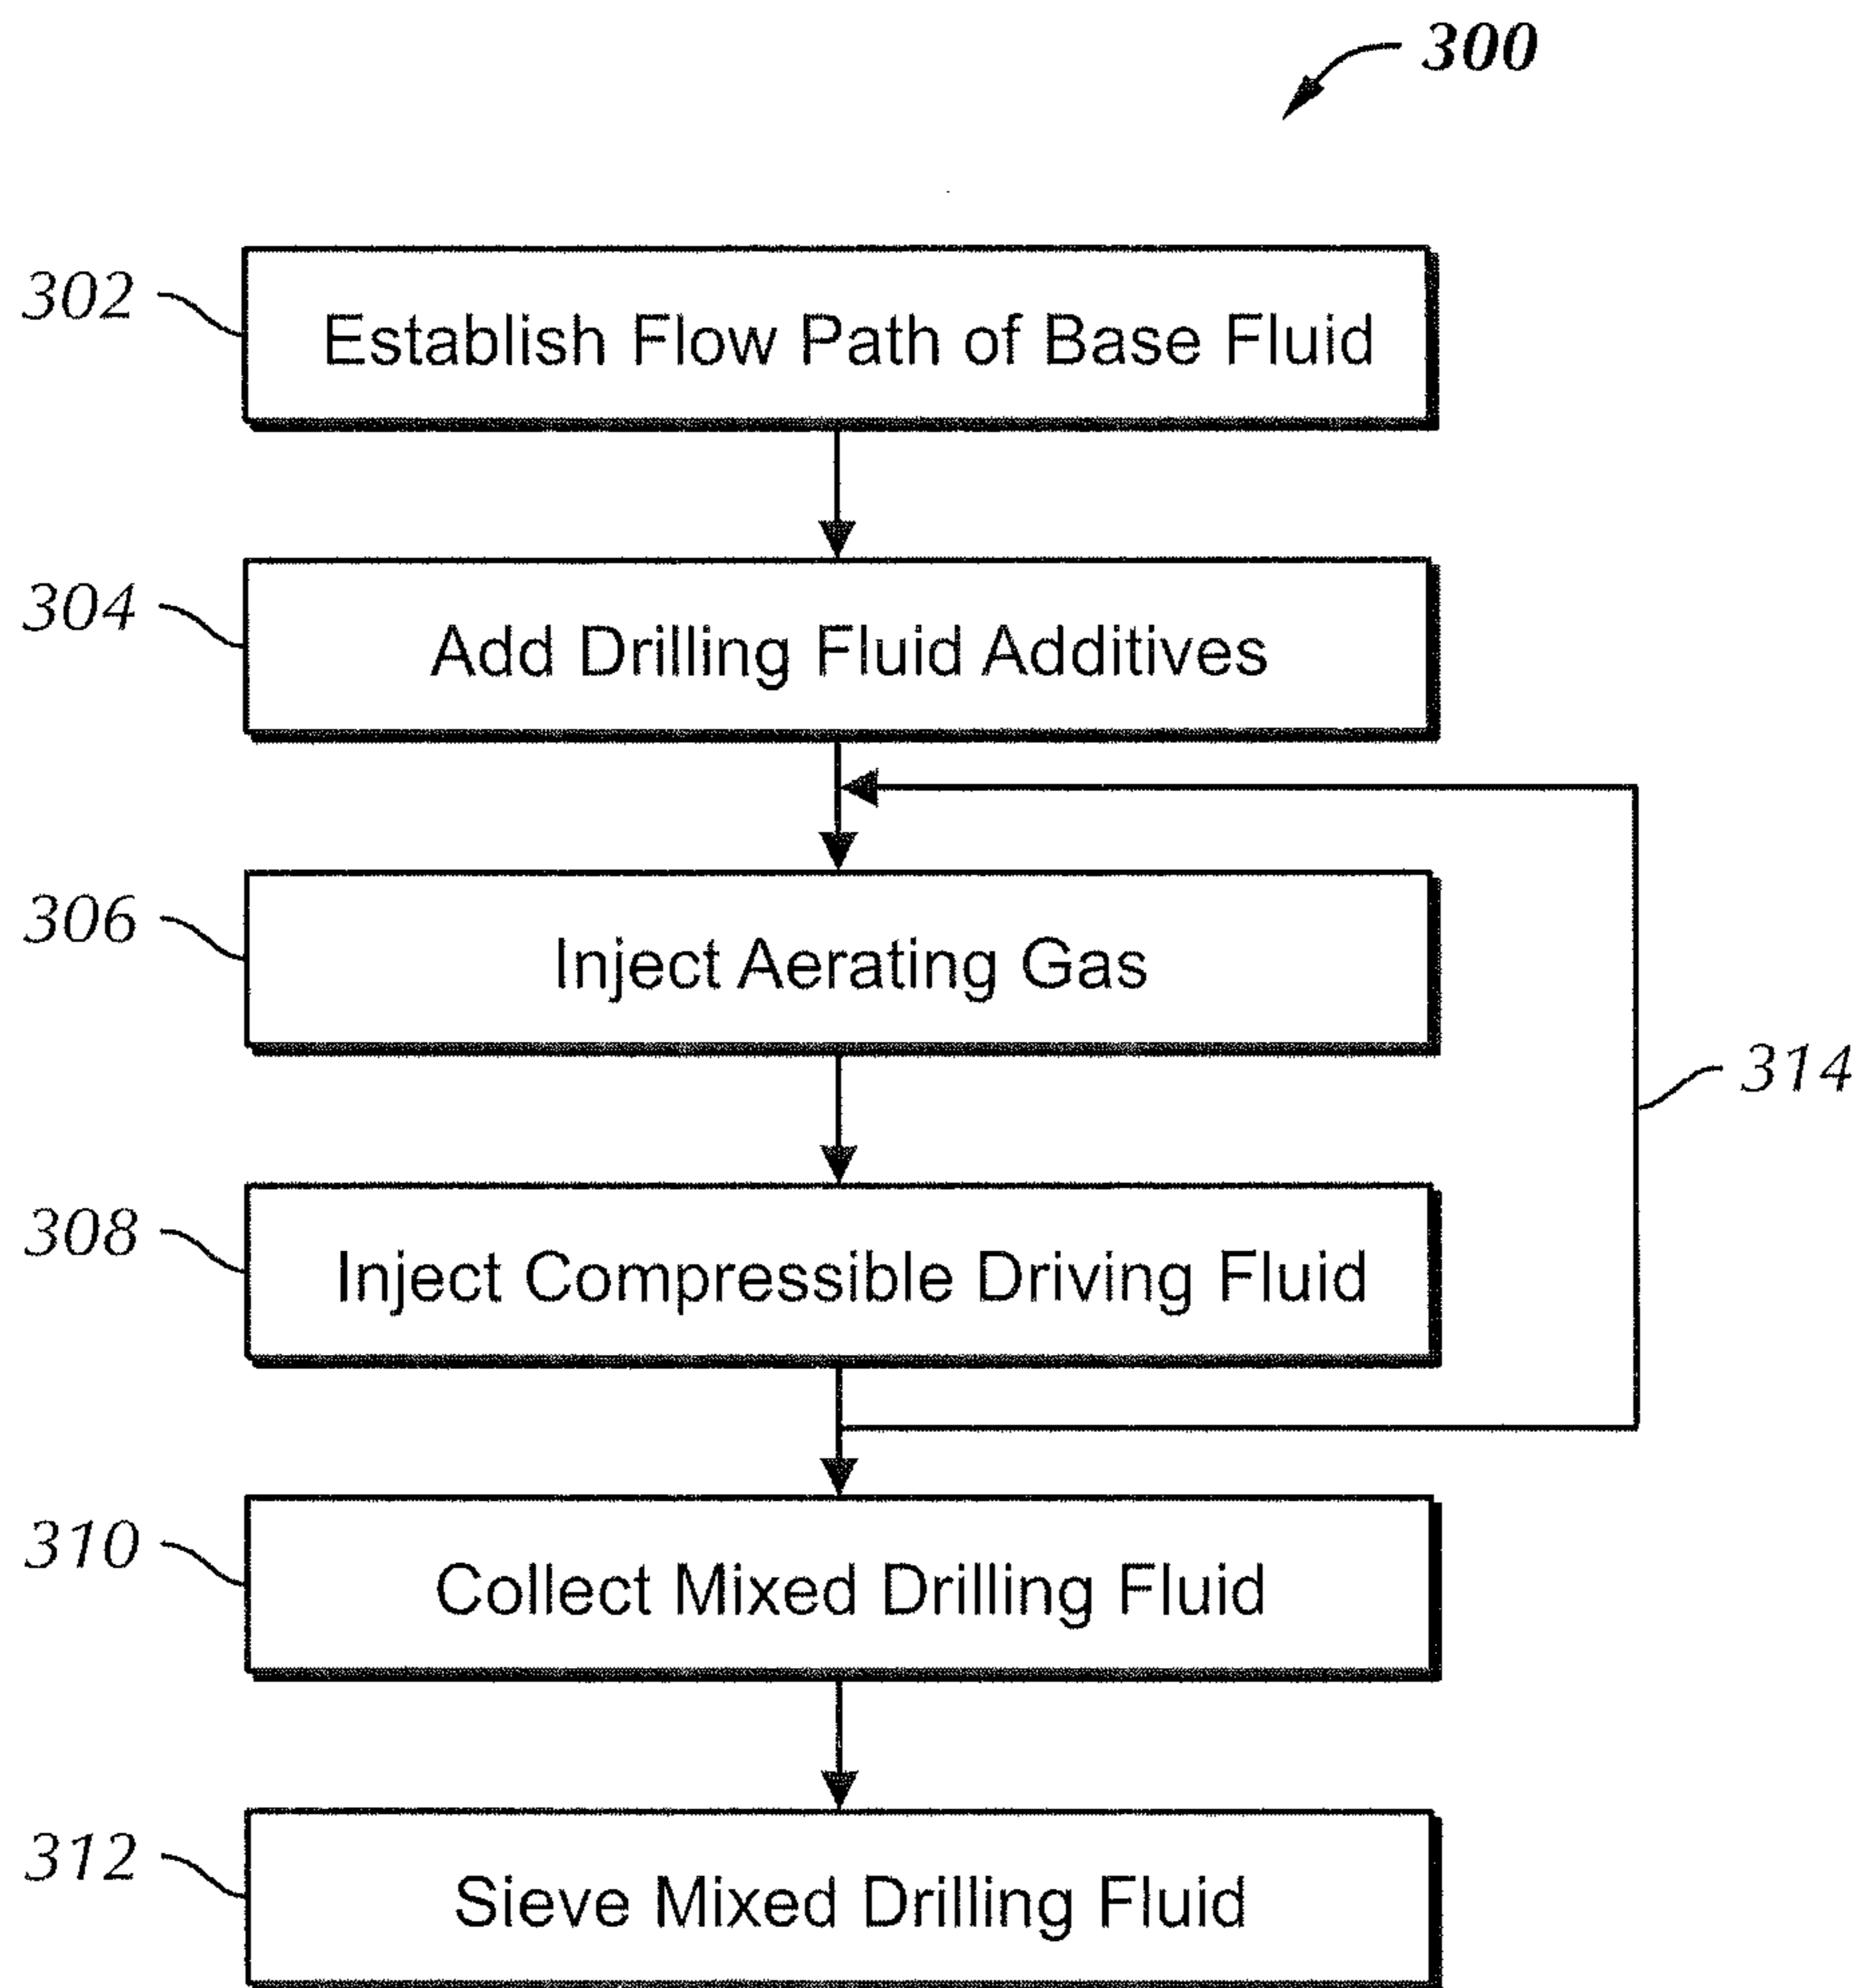 300
302
Establish Flow Path of Base Fluid
304
Add Drilling Fluid Additives
306
Inject Aerating Gas
314
308
Inject Compressible Driving Fluid
310
Collect Mixed Drilling Fluid
312
Sieve Mixed Drilling Fluid